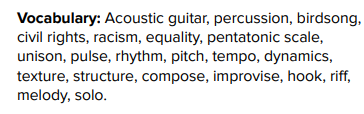 Vocabulary: Acoustic guitar, percussion, birdsong,
civil rights, racism, equality, pentatonic scale,
unison, pulse, rhythm, pitch, tempo, dynamics,
texture, structure, compose, improvise, hook, riff,
melody, solo.